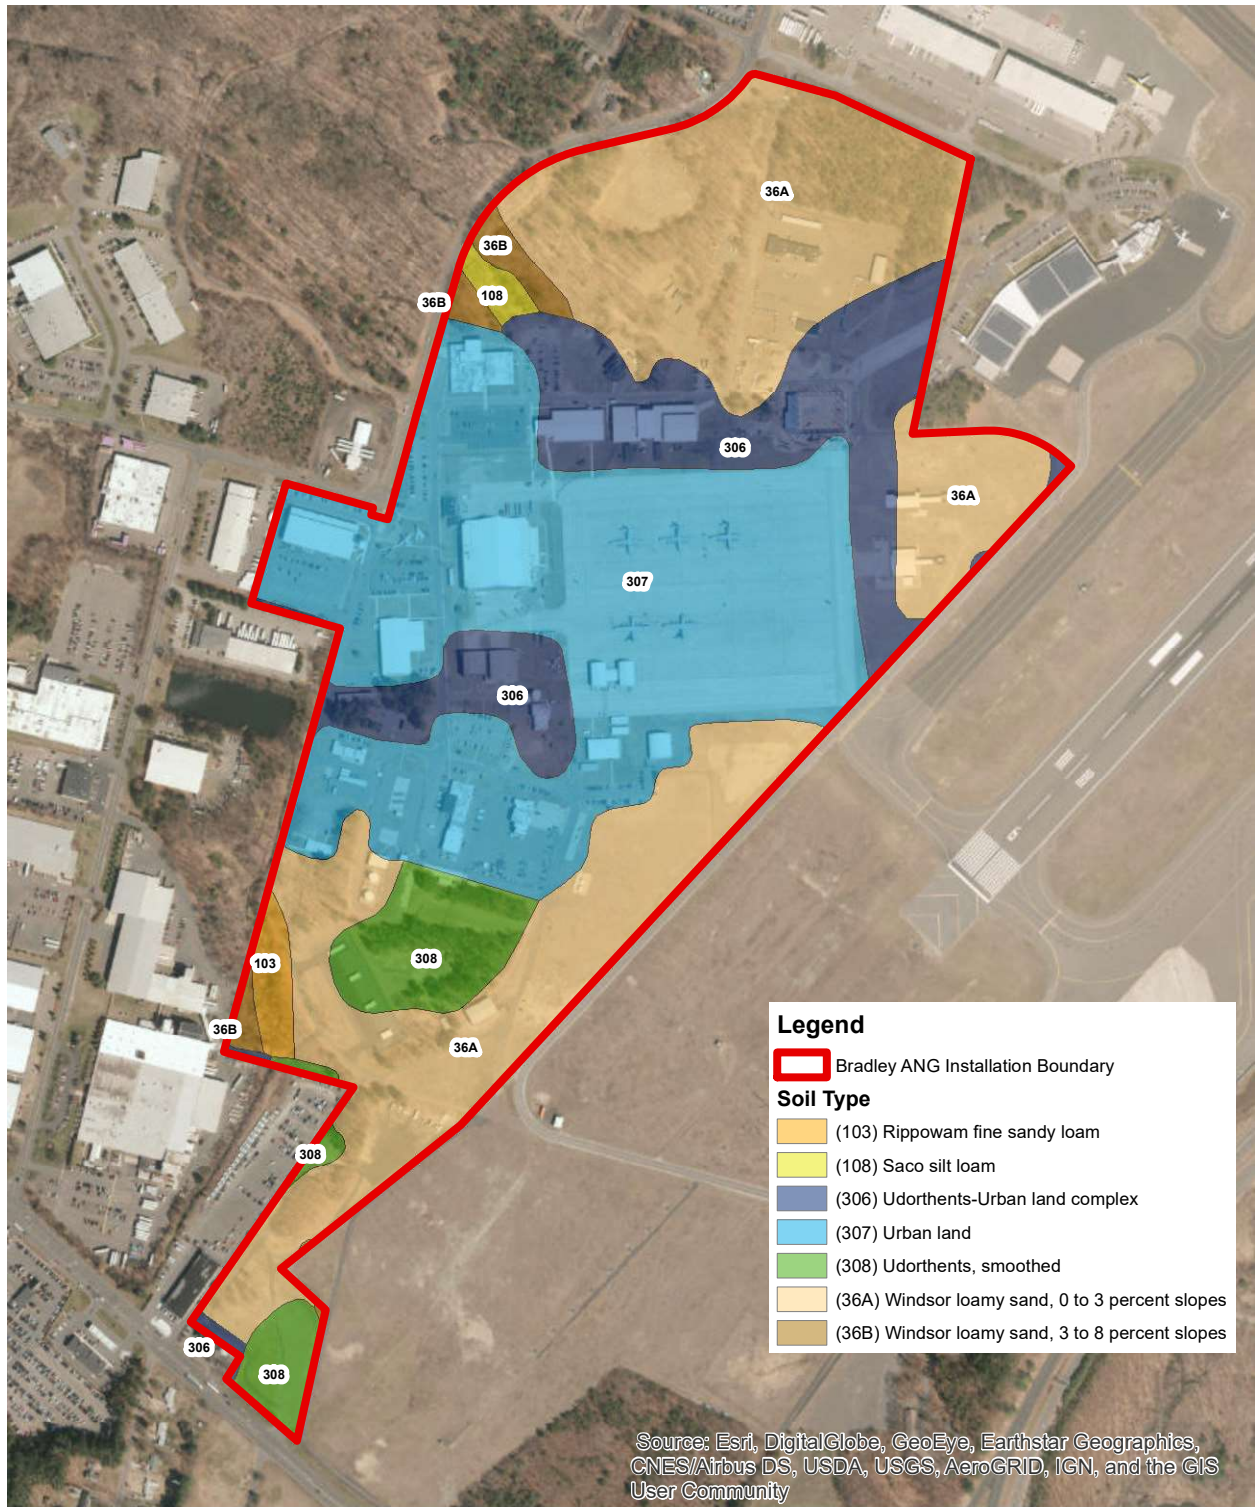 36A
36B
108
36B
306
36A
307
306
308
103
36B
36A
308
306
308
Legend
Bradley ANG Installation Boundary
Soil Type
(103) Rippowam fine sandy loam
(108) Saco silt loam
(306) Udorthents-Urban land complex
(307) Urban land
(308) Udorthents, smoothed
(36A) Windsor loamy sand, 0 to 3 percent slopes
(36B) Windsor loamy sand, 3 to 8 percent slopes
Source: Esri, DigitalGlobe, GeoEye, Earthstar Geographics,
CNES/Airbus DS, USDA, USGS, AeroGRID, IGN, and the GIS
User Community